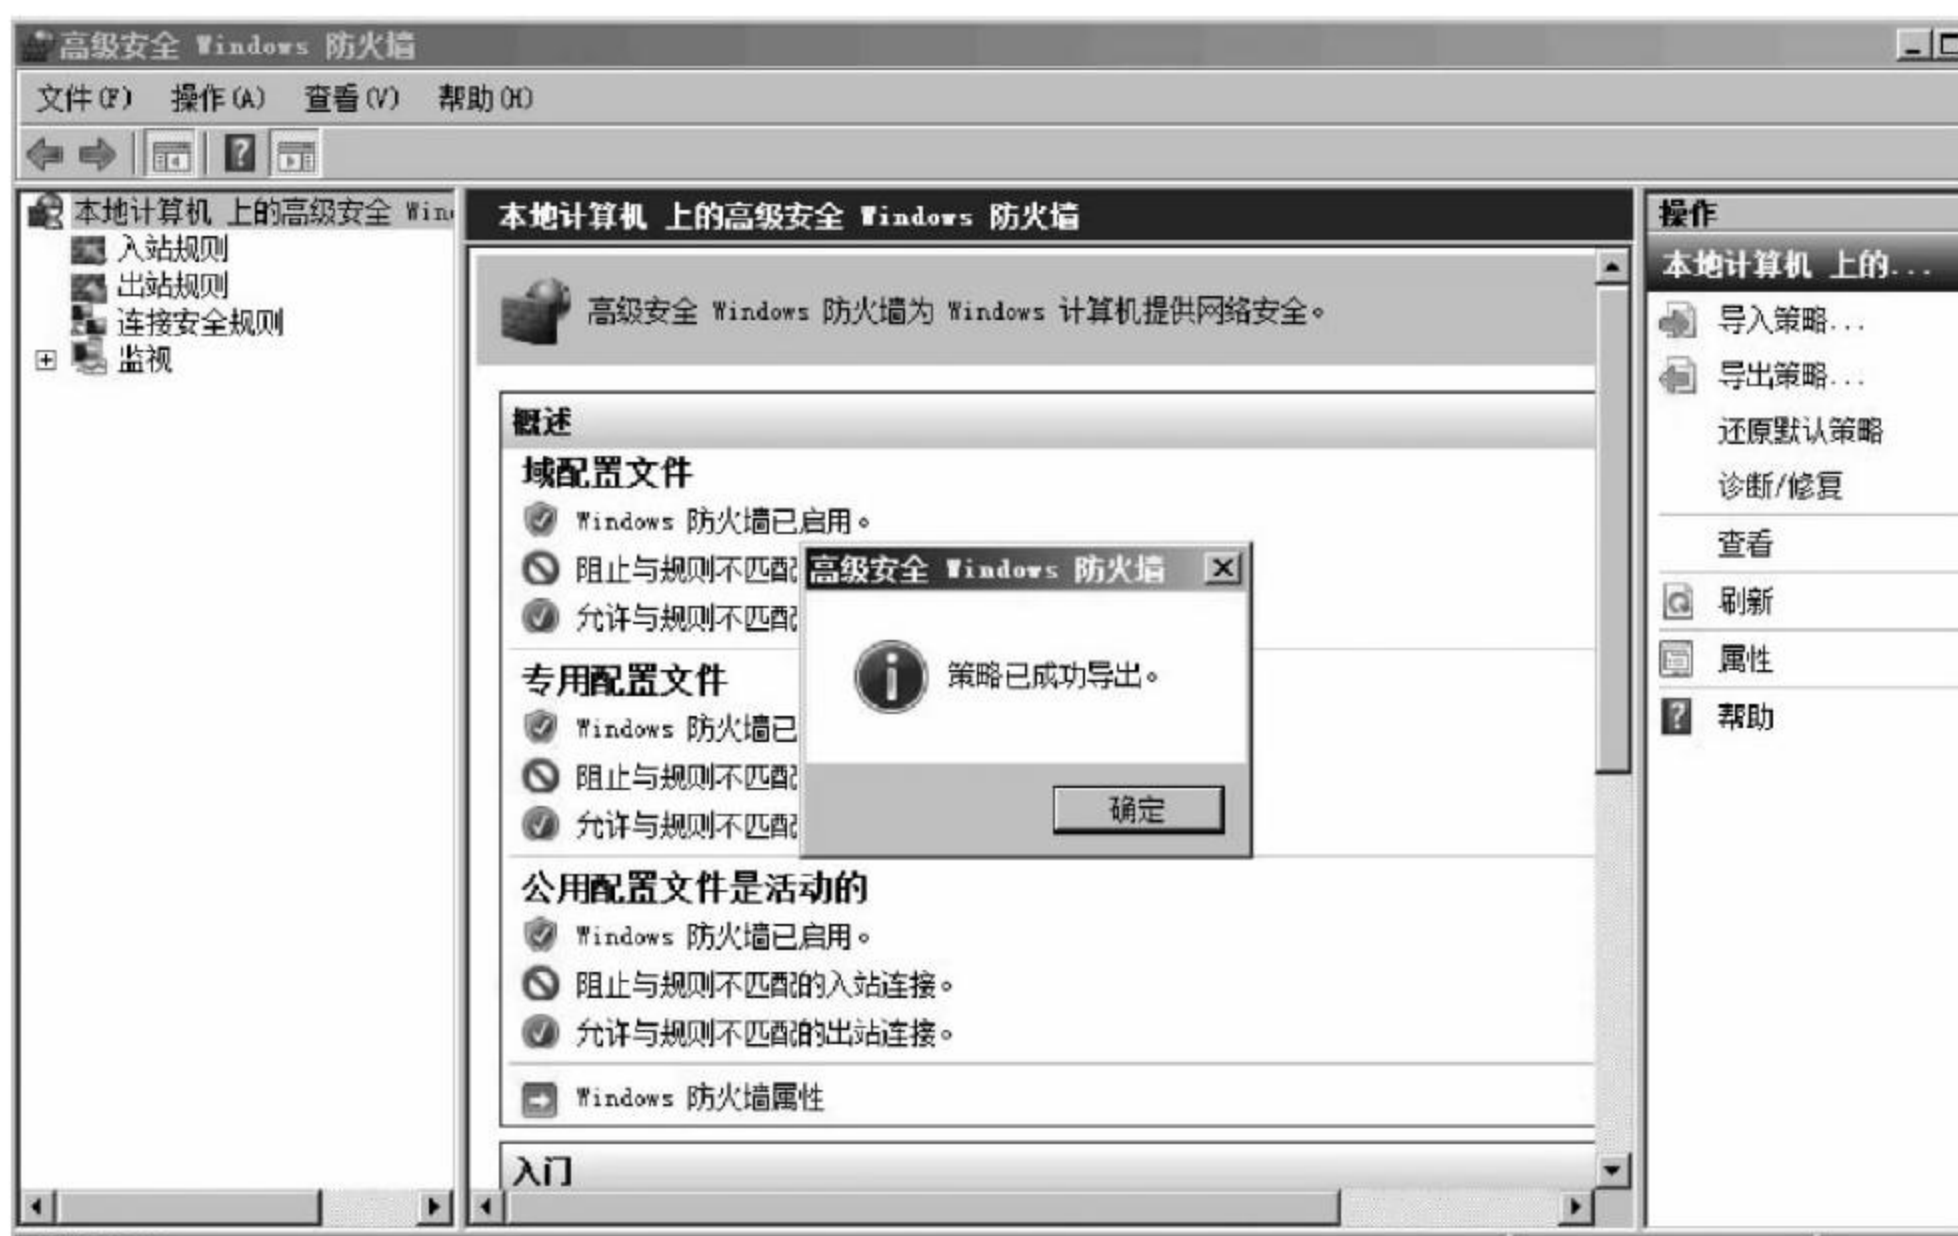 高级安全 Windows 防火墙
文件(F) 操作(A) 查看(V) 帮助(H)
本地计算机 上的高级安全 Win
入站规则
出站规则
连接安全规则
监视
本地计算机 上的高级安全 Windows 防火墙
高级安全 Windows 防火墙为 Windows 计算机提供网络安全。
概述
域配置文件
Windows 防火墙已启用。
阻止与规则不匹配
允许与规则不匹配
专用配置文件
Windows 防火墙已
阻止与规则不匹配
允许与规则不匹配
公用配置文件是活动的
Windows 防火墙已启用。
阻止与规则不匹配的入站连接。
允许与规则不匹配的出站连接。
Windows 防火墙属性
入门
高级安全 Windows 防火墙
策略已成功导出。
确定
操作
本地计算机 上的...
导入策略...
导出策略...
还原默认策略
诊断/修复
查看
刷新
属性
帮助